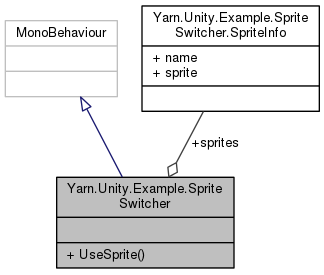 Yarn.Unity.Example.Sprite
Switcher.SpriteInfo
MonoBehaviour
+ name
+ sprite
+sprites
Yarn.Unity.Example.Sprite
Switcher
+ UseSprite()